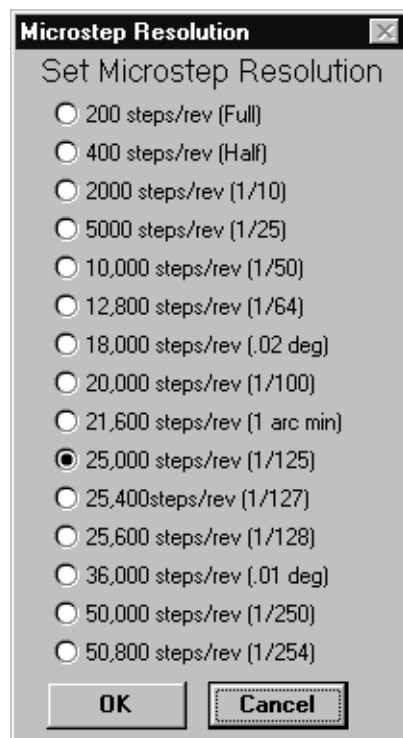 Microstep Resolution
Set Microstep Resolution
200 steps/rev (Full)
400 steps/rev (Half)
2000 steps/rev (1/10)
5000 steps/rev (1/25)
10,000 steps/rev (1/50)
12,800 steps/rev (1/64)
18,000 steps/rev (.02 deg)
20,000 steps/rev (1/100)
21,600 steps/rev (1 arc min)
25,000 steps/rev (1/125)
25,400steps/rev (1/127)
25,600 steps/rev (1/128)
36,000 steps/rev (.01 deg)
50,000 steps/rev (1/250)
50,800 steps/rev (1/254)
OK Cancel